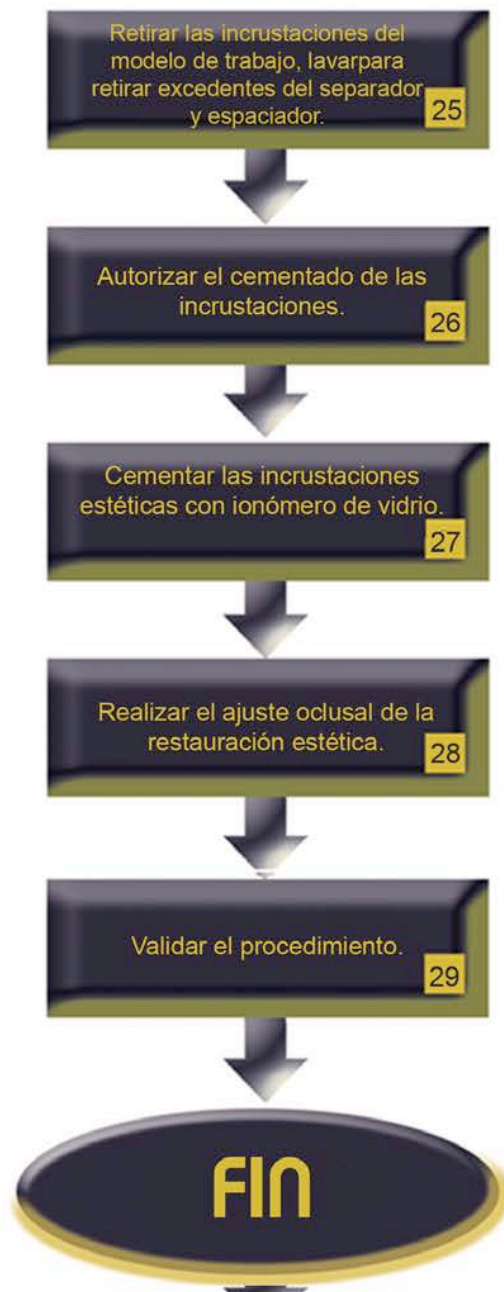 Retirar las incrustaciones del
modelo de trabajo, lavarpara
retirar excedentes del separador
y espaciador.
25
Autorizar el cementado de las
incrustaciones.
26
Cementar las incrustaciones
estéticas con ionómero de vidrio.
27
Realizar el ajuste oclusal de la
restauración estética.
28
Validar el procedimiento.
29
FIN